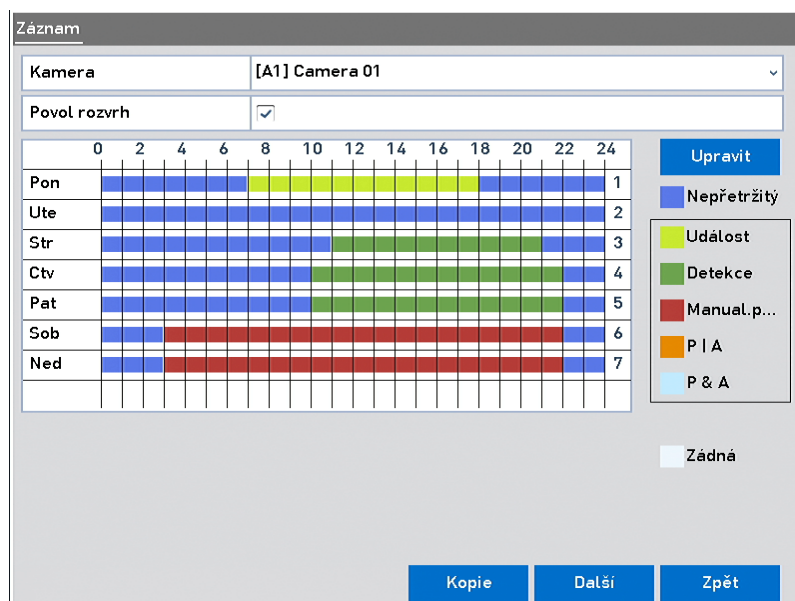 Záznam
Kamera [A1] Camera 01
Povol rozvrh
0 2 4 6 8 10 12 14 16 18 20 22 24
Upravit
Pon 1
Nepřetržitý
Ute 2
Str 3
Událost
Ctv 4
Detekce
Pat 5
Manual.p...
Sob 6
P | A
Ned 7
P & A
Zádná
Kopie Další Zpět